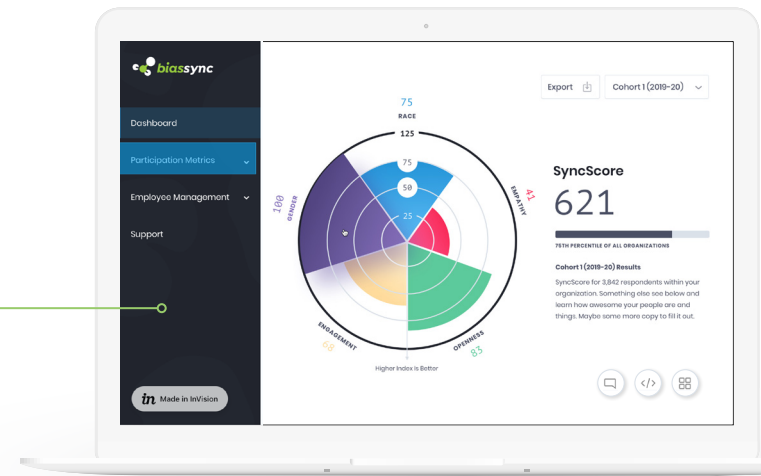 biassync
Dashboard
Participation Metrics
Employee Management
Support
in Made in InVision
Export
Cohort 1 (2019-20)
75
RACE
125
75
50
25
100
GENDER
EMPATHY
41
ENGAGEMENT
68
OPENNESS
83
Higher Index is Better
SyncScore
621
75TH PERCENTILE OF ALL ORGANIZATIONS
Cohort 1 (2019-20) Results
SyncScore for 3,842 respondents within your
organization. Something else see below and
learn how awesome your people are and
things. Maybe some more copy to fill it out.
</>